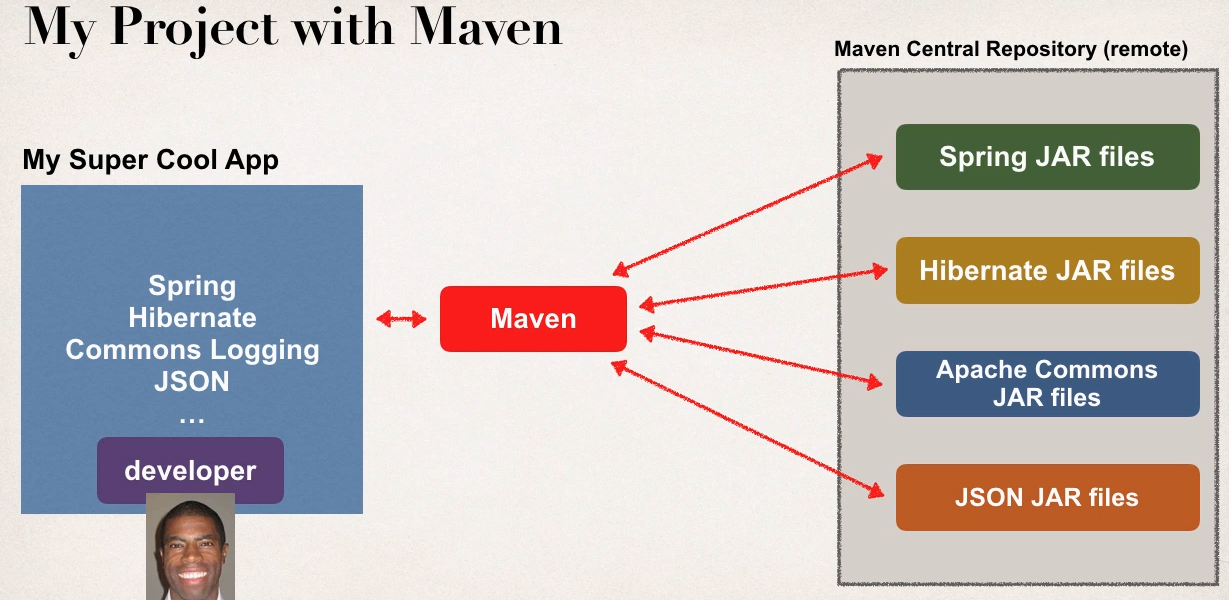 My Project with Maven
Maven Central Repository (remote)
My Super Cool App
Spring
Hibernate
Commons Logging
JSON
...
developer
Maven
Spring JAR files
Hibernate JAR files
Apache Commons
JAR files
JSON JAR files